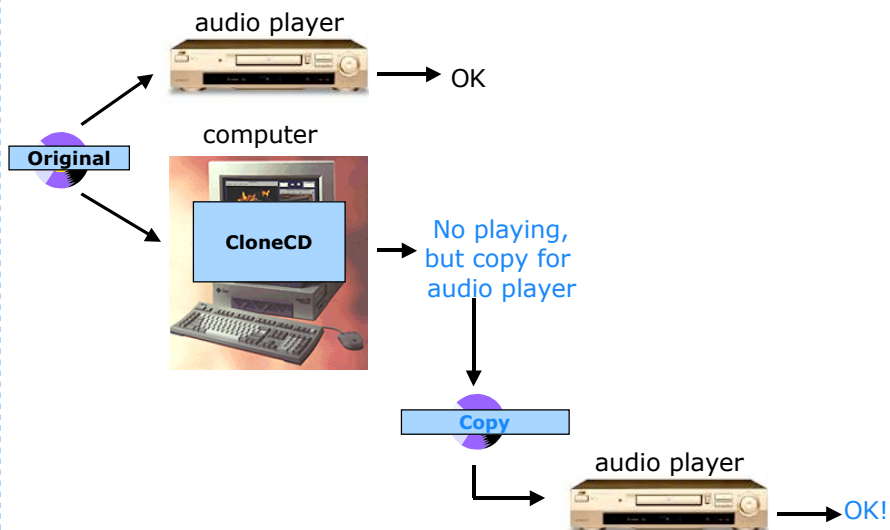 audio player
OK
computer
Original
CloneCD
No playing,
but copy for
audio player
Copy
audio player
OK!